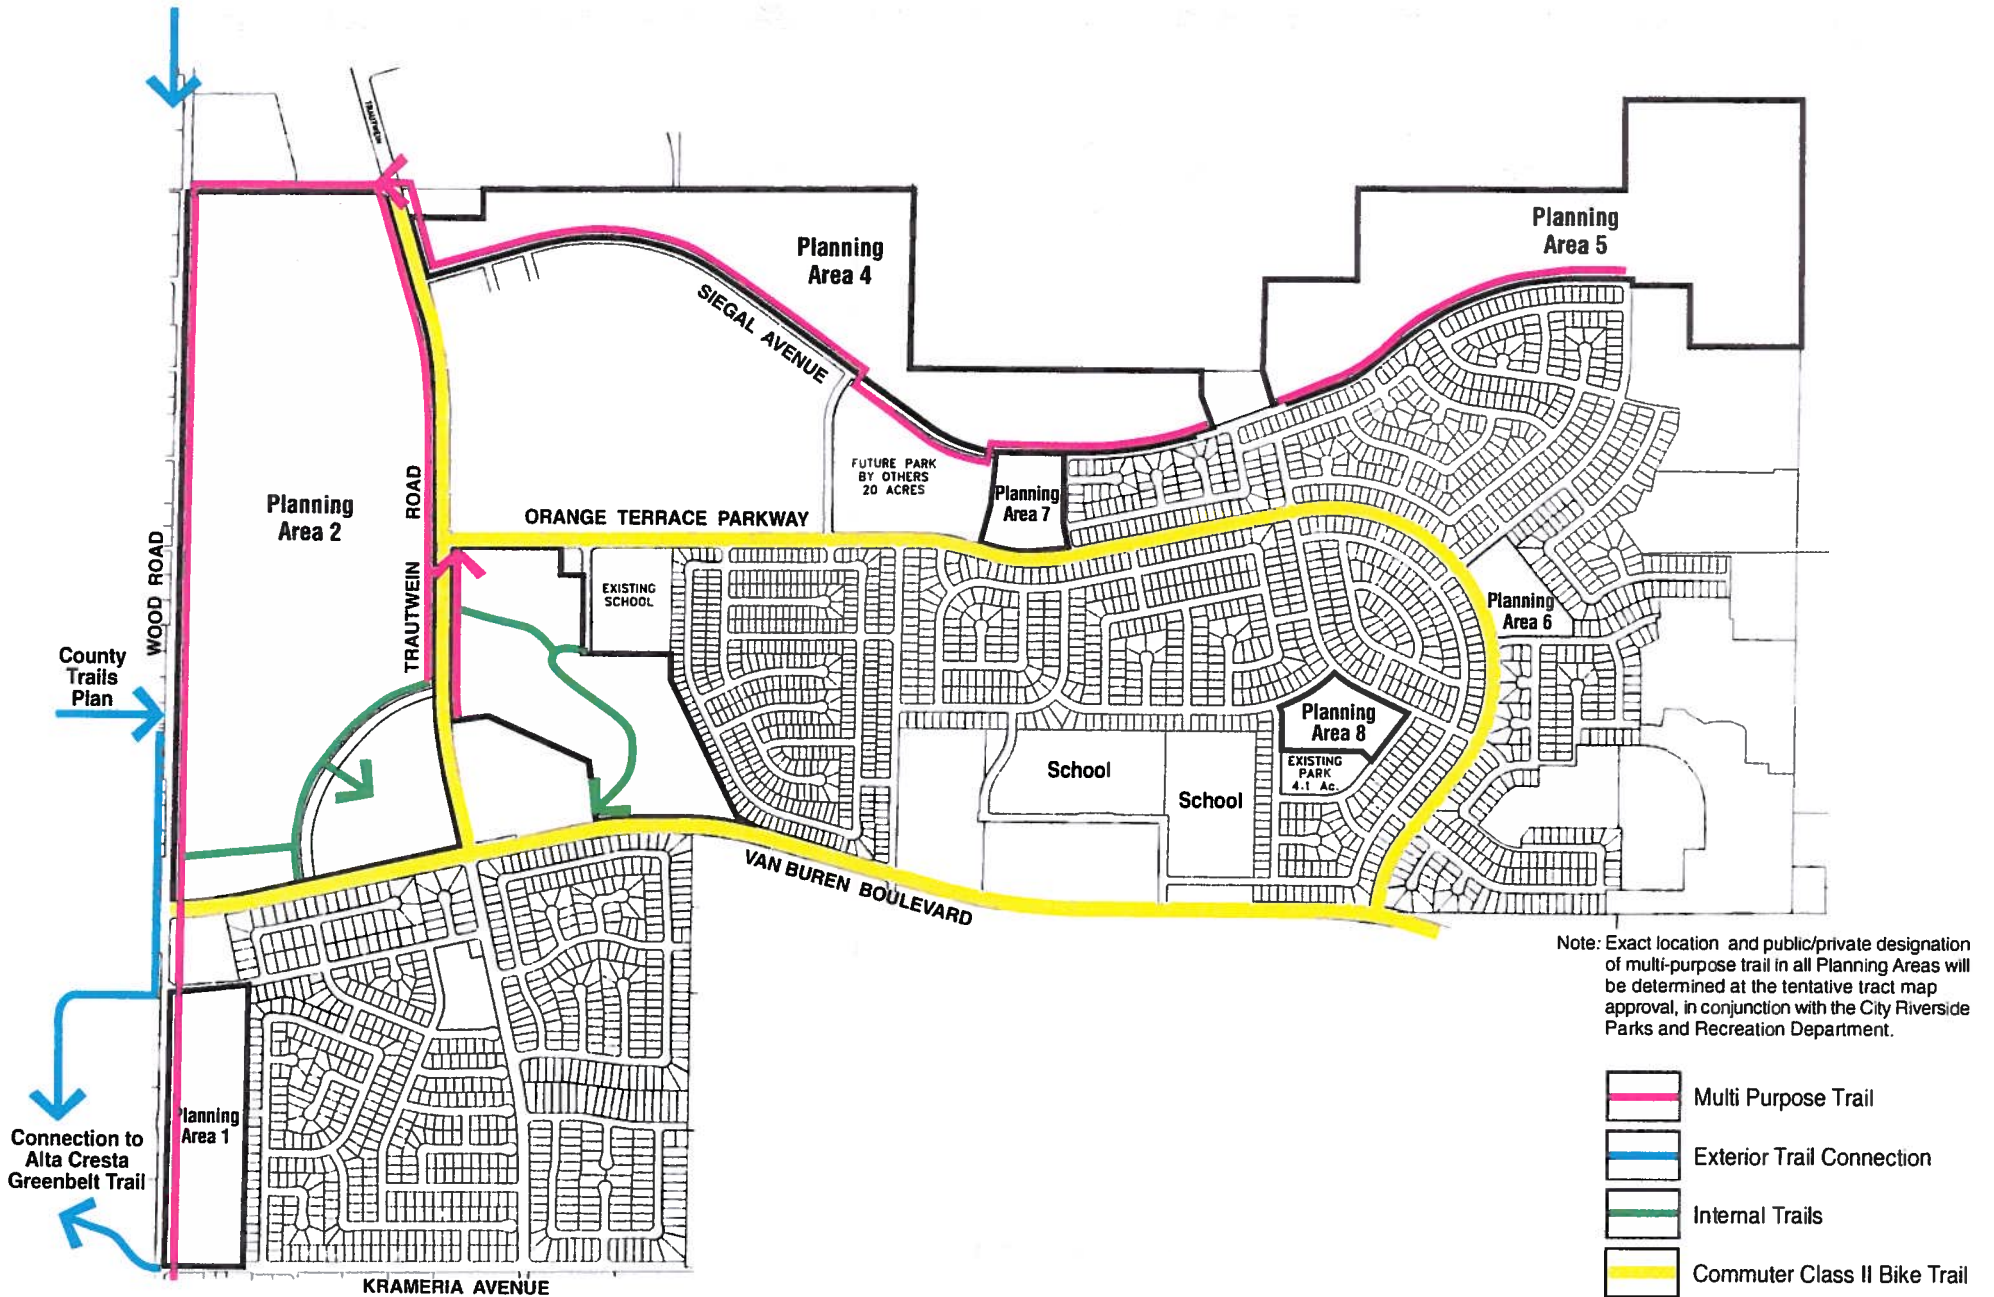 TRAUTWEIN
Planning
Area 5
Planning
Area 4
SIEGAL AVENUE
FUTURE PARK
BY OTHERS
20 ACRES
Planning
Area 7
Planning
Area 2
ROAD
TRAUTWEIN
ORANGE TERRACE PARKWAY
WOOD ROAD
EXISTING
SCHOOL
Planning
Area 6
County
Trails
Plan
Planning
Area 8
EXISTING
PARK
4.1 Ac.
School
School
VAN BUREN BOULEVARD
Note: Exact location and public/private designation
of multi-purpose trail in all Planning Areas will
be determined at the tentative tract map
approval, in conjunction with the City Riverside
Parks and Recreation Department.
Planning
Area 1
Connection to
Alta Cresta
Greenbelt Trail
KRAMERIA AVENUE
Multi Purpose Trail
Exterior Trail Connection
Internal Trails
Commuter Class II Bike Trail